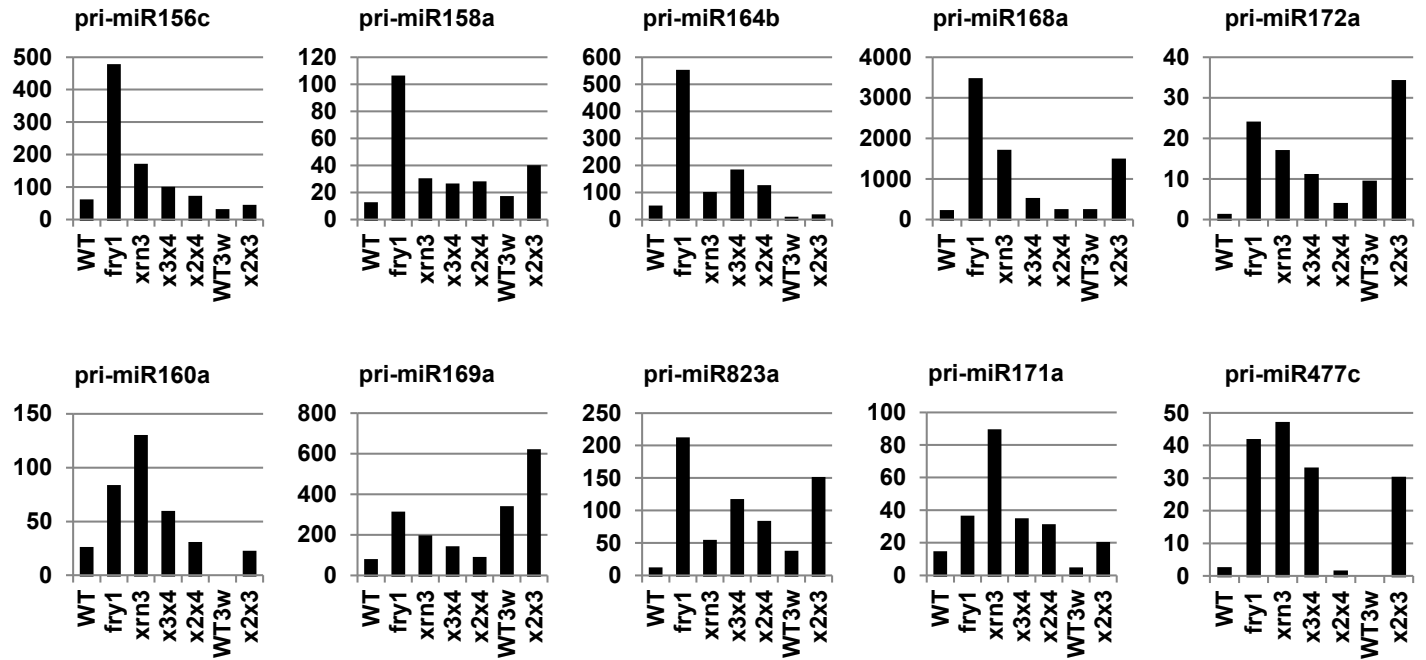 pri-miR156c
500
400
300
200
100
0
WT
fry1
xrn3
x3x4
x2x4
WT3w
x2x3
pri-miR158a
120
100
80
60
40
20
0
WT
fry1
xrn3
x3x4
x2x4
WT3w
x2x3
pri-miR164b
600
500
400
300
200
100
0
WT
fry1
xrn3
x3x4
x2x4
WT3w
x2x3
pri-miR168a
4000
3000
2000
1000
0
WT
fry1
xrn3
x3x4
x2x4
WT3w
x2x3
pri-miR172a
40
30
20
10
0
WT
fry1
xrn3
x3x4
x2x4
WT3w
x2x3
pri-miR160a
150
100
50
0
WT
fry1
xrn3
x3x4
x2x4
WT3w
x2x3
pri-miR169a
800
600
400
200
0
WT
fry1
xrn3
x3x4
x2x4
WT3w
x2x3
pri-miR823a
250
200
150
100
50
0
WT
fry1
xrn3
x3x4
x2x4
WT3w
x2x3
pri-miR171a
100
80
60
40
20
0
WT
fry1
xrn3
x3x4
x2x4
WT3w
x2x3
pri-miR477c
50
40
30
20
10
0
WT
fry1
xrn3
x3x4
x2x4
WT3w
x2x3